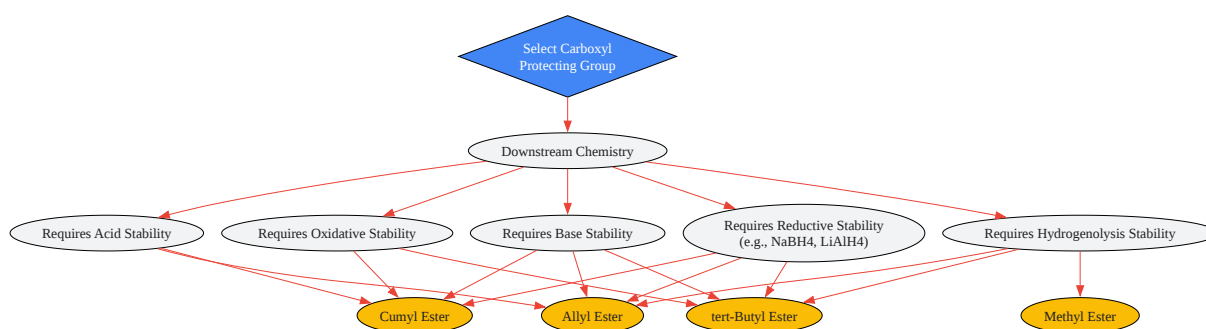 Select Carboxyl
Protecting Group
Downstream Chemistry
Requires Acid Stability
Requires Oxidative Stability
Requires Base Stability
Requires Reductive Stability
(e.g., NaBH4, LiAlH4)
Requires Hydrogenolysis Stability
Cumyl Ester
Allyl Ester
tert-Butyl Ester
Methyl Ester